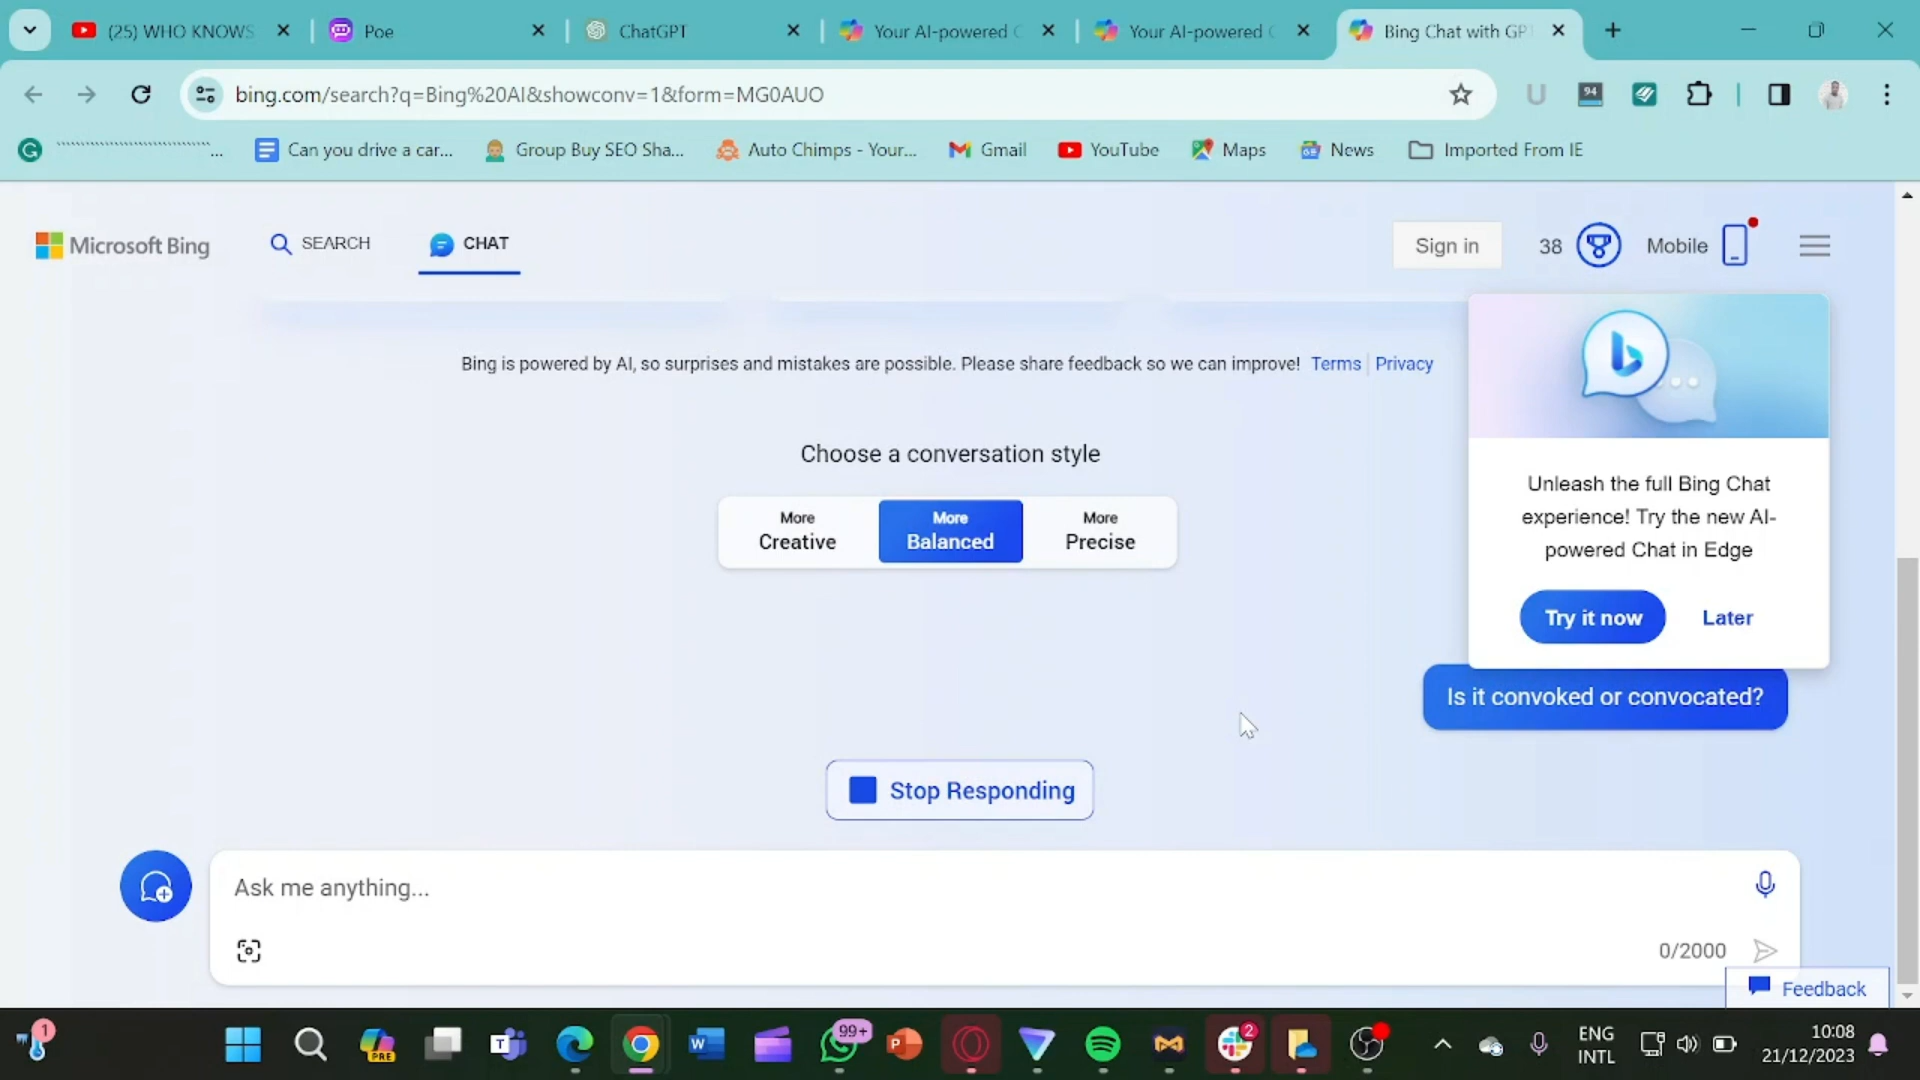 (25) WHO KNOWS
Poe
ChatGPT
Your AI-powered C
Your AI-powered C
Bing Chat with GP
bing.com/search?q=Bing%20AI&showconv=1&form=MG0AUO
94
Can you drive a car...
Group Buy SEO Sha...
Auto Chimps - Your...
Gmail
YouTube
Maps
News
Imported From IE
Microsoft Bing
SEARCH
CHAT
Sign in
38
Mobile
Bing is powered by AI, so surprises and mistakes are possible. Please share feedback so we can improve! Terms | Privacy
Unleash the full Bing Chat
experience! Try the new AI-
powered Chat in Edge
Try it now
Later
Choose a conversation style
More
Creative
More
Balanced
More
Precise
Is it convoked or convocated?
Stop Responding
Ask me anything...
0/2000
Feedback
1
PRE
99+
2
ENG
INTL
10:08
21/12/2023